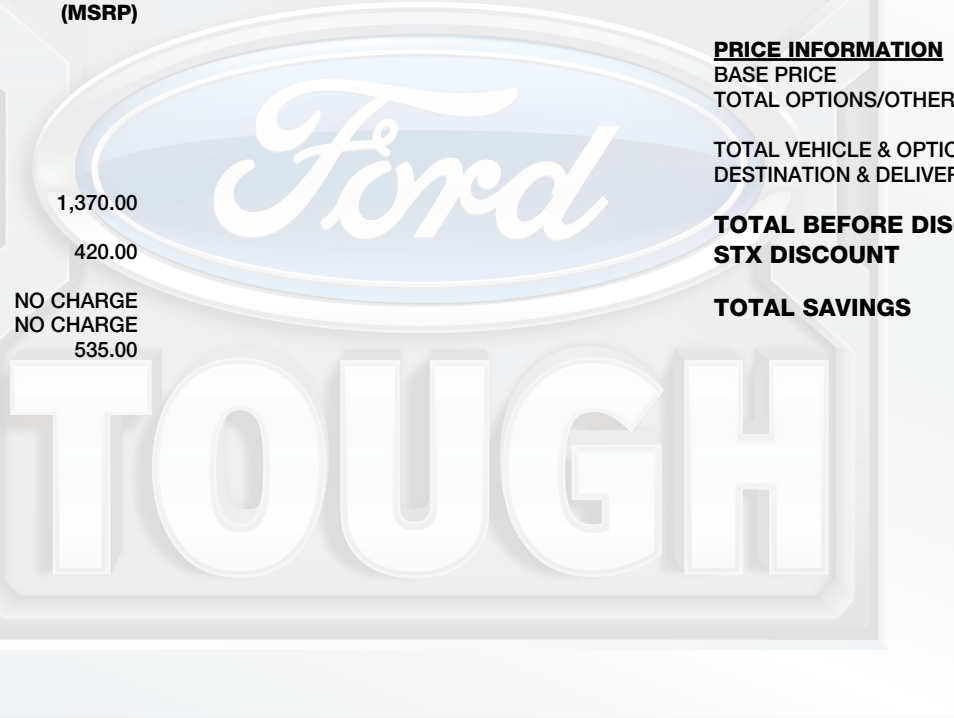 (MSRP)
1,370.00
420.00
NO CHARGE
NO CHARGE
535.00
PRICE INFORMATION
BASE PRICE
TOTAL OPTIONS/OTHER
TOTAL VEHICLE & OPTIO
DESTINATION & DELIVER
TOTAL BEFORE DIS
STX DISCOUNT
TOTAL SAVINGS
Ford
TOUGH